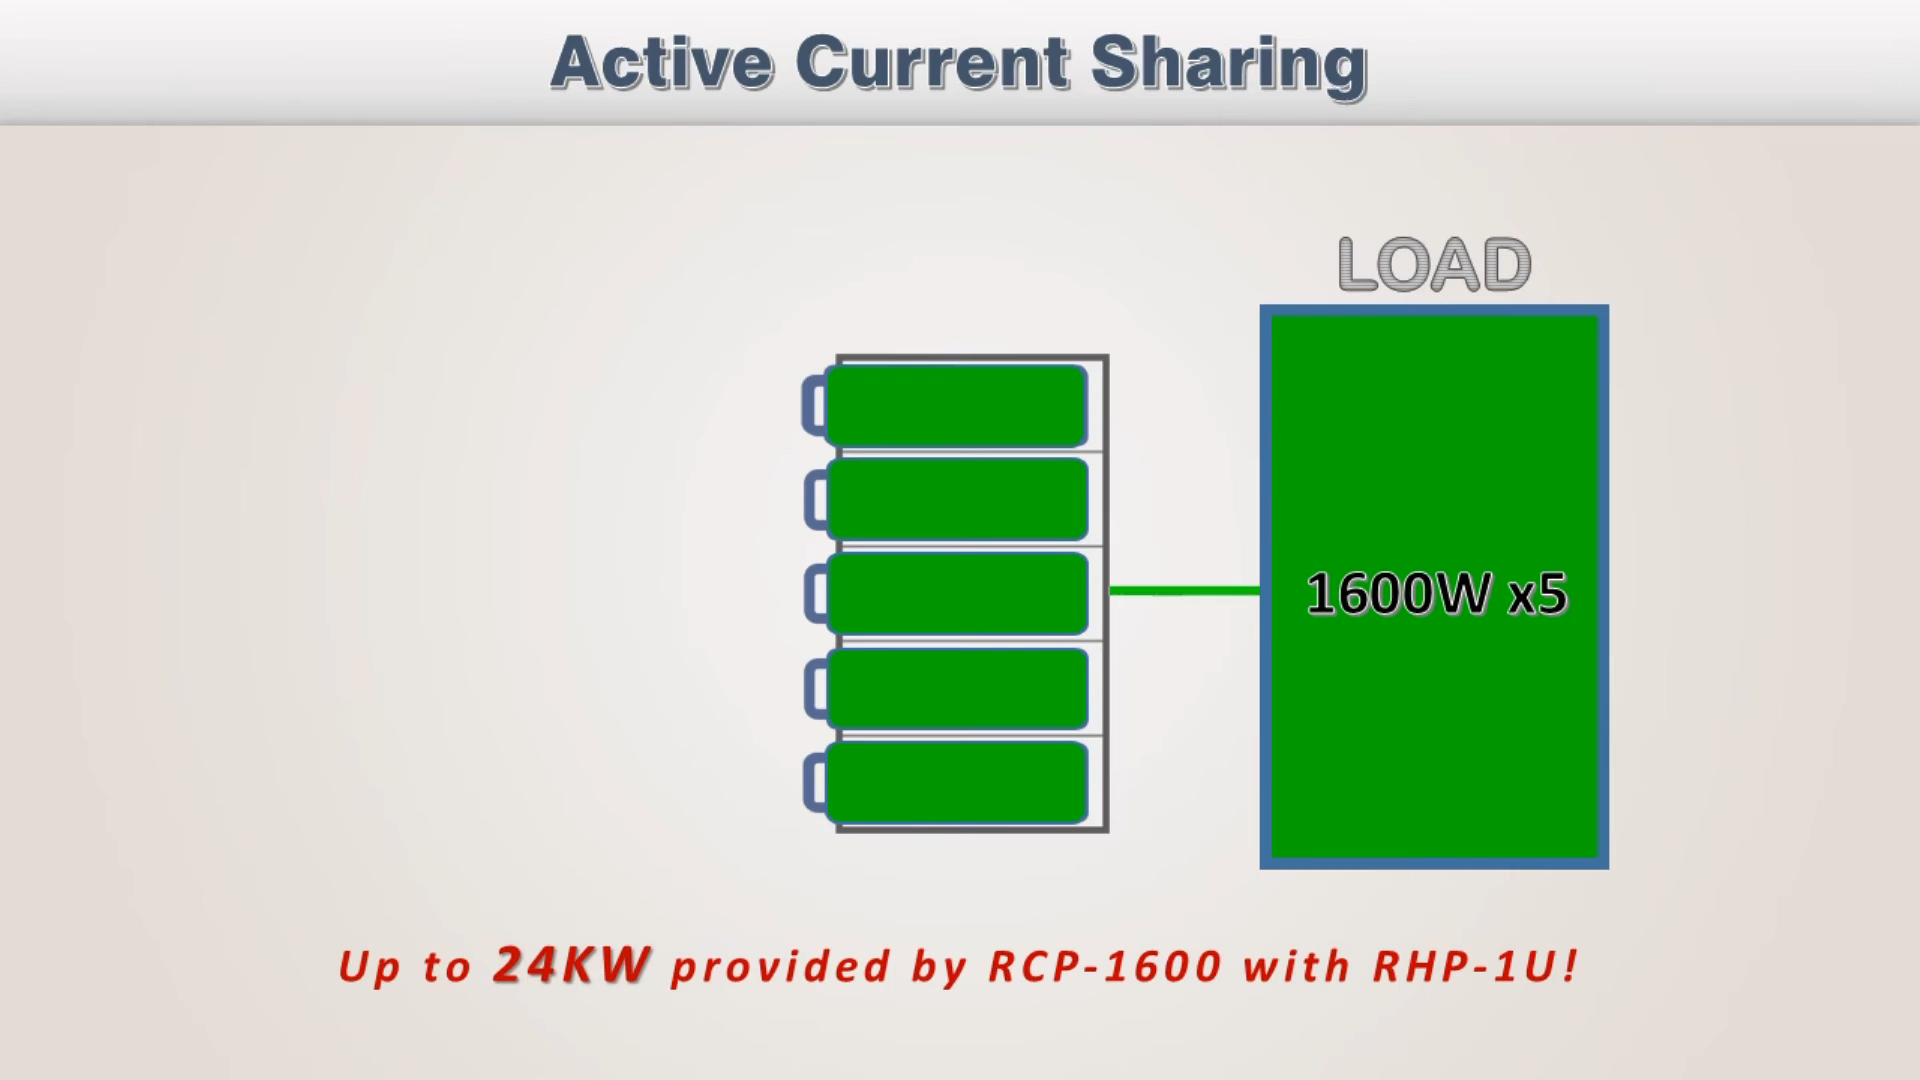 Active Current Sharing
LOAD
1600W x5
Up to 24KW provided by RCP-1600 with RHP-1U!